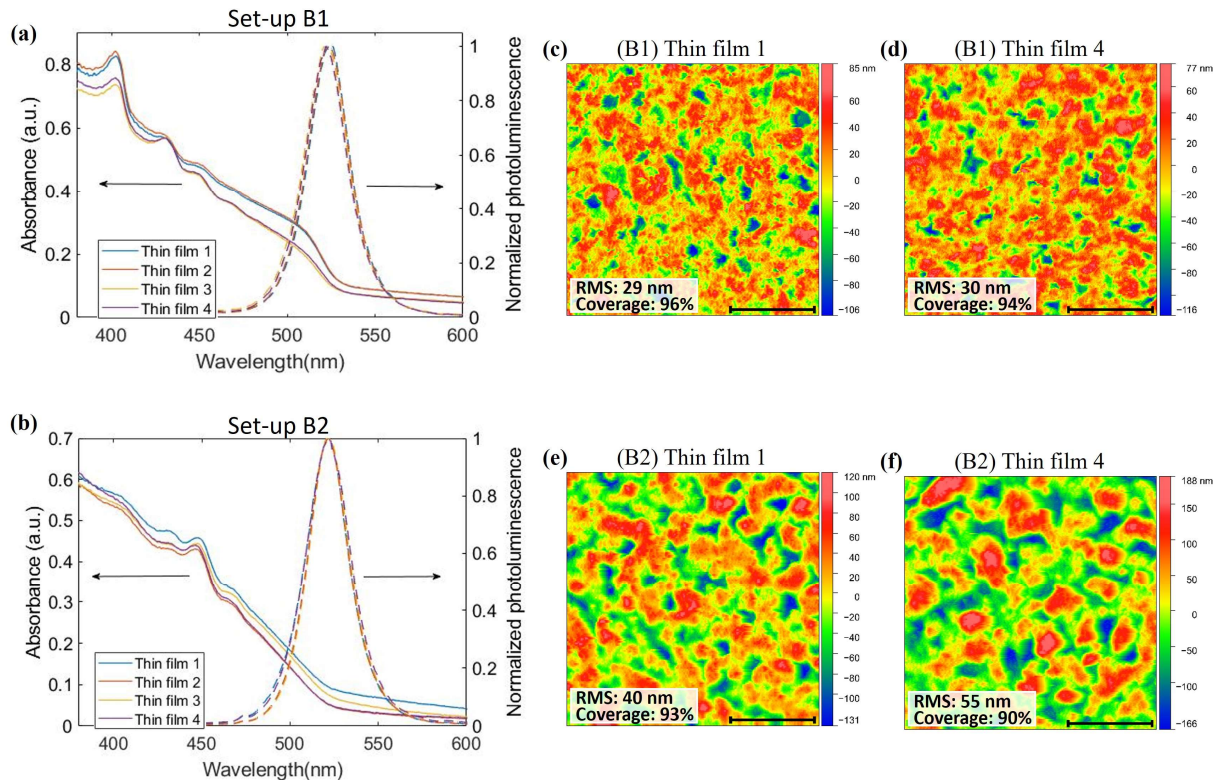 Set-up B1
(a)
Absorbance (a.u.)
0.8
0.6
0.4
0.2
0
1
0.8
0.6
0.4
0.2
0
Normalized photoluminescence
Thin film 1
Thin film 2
Thin film 3
Thin film 4
400
450
500
550
600
Wavelength(nm)
(c)
(B1) Thin film 1
85 nm
60
40
20
0
−20
−40
−60
−80
−106
RMS: 29 nm
Coverage: 96%
(d)
(B1) Thin film 4
77 nm
60
40
20
0
−20
−40
−60
−80
−116
RMS: 30 nm
Coverage: 94%
(b)
Set-up B2
Absorbance (a.u.)
0.7
0.6
0.5
0.4
0.3
0.2
0.1
0
1
0.8
0.6
0.4
0.2
0
Normalized photoluminescence
Thin film 1
Thin film 2
Thin film 3
Thin film 4
400
450
500
550
600
Wavelength(nm)
(e)
(B2) Thin film 1
120 nm
80
60
40
20
0
−20
−40
−60
−80
−100
−131
RMS: 40 nm
Coverage: 93%
(f)
(B2) Thin film 4
188 nm
150
100
50
0
−50
−100
−166
RMS: 55 nm
Coverage: 90%